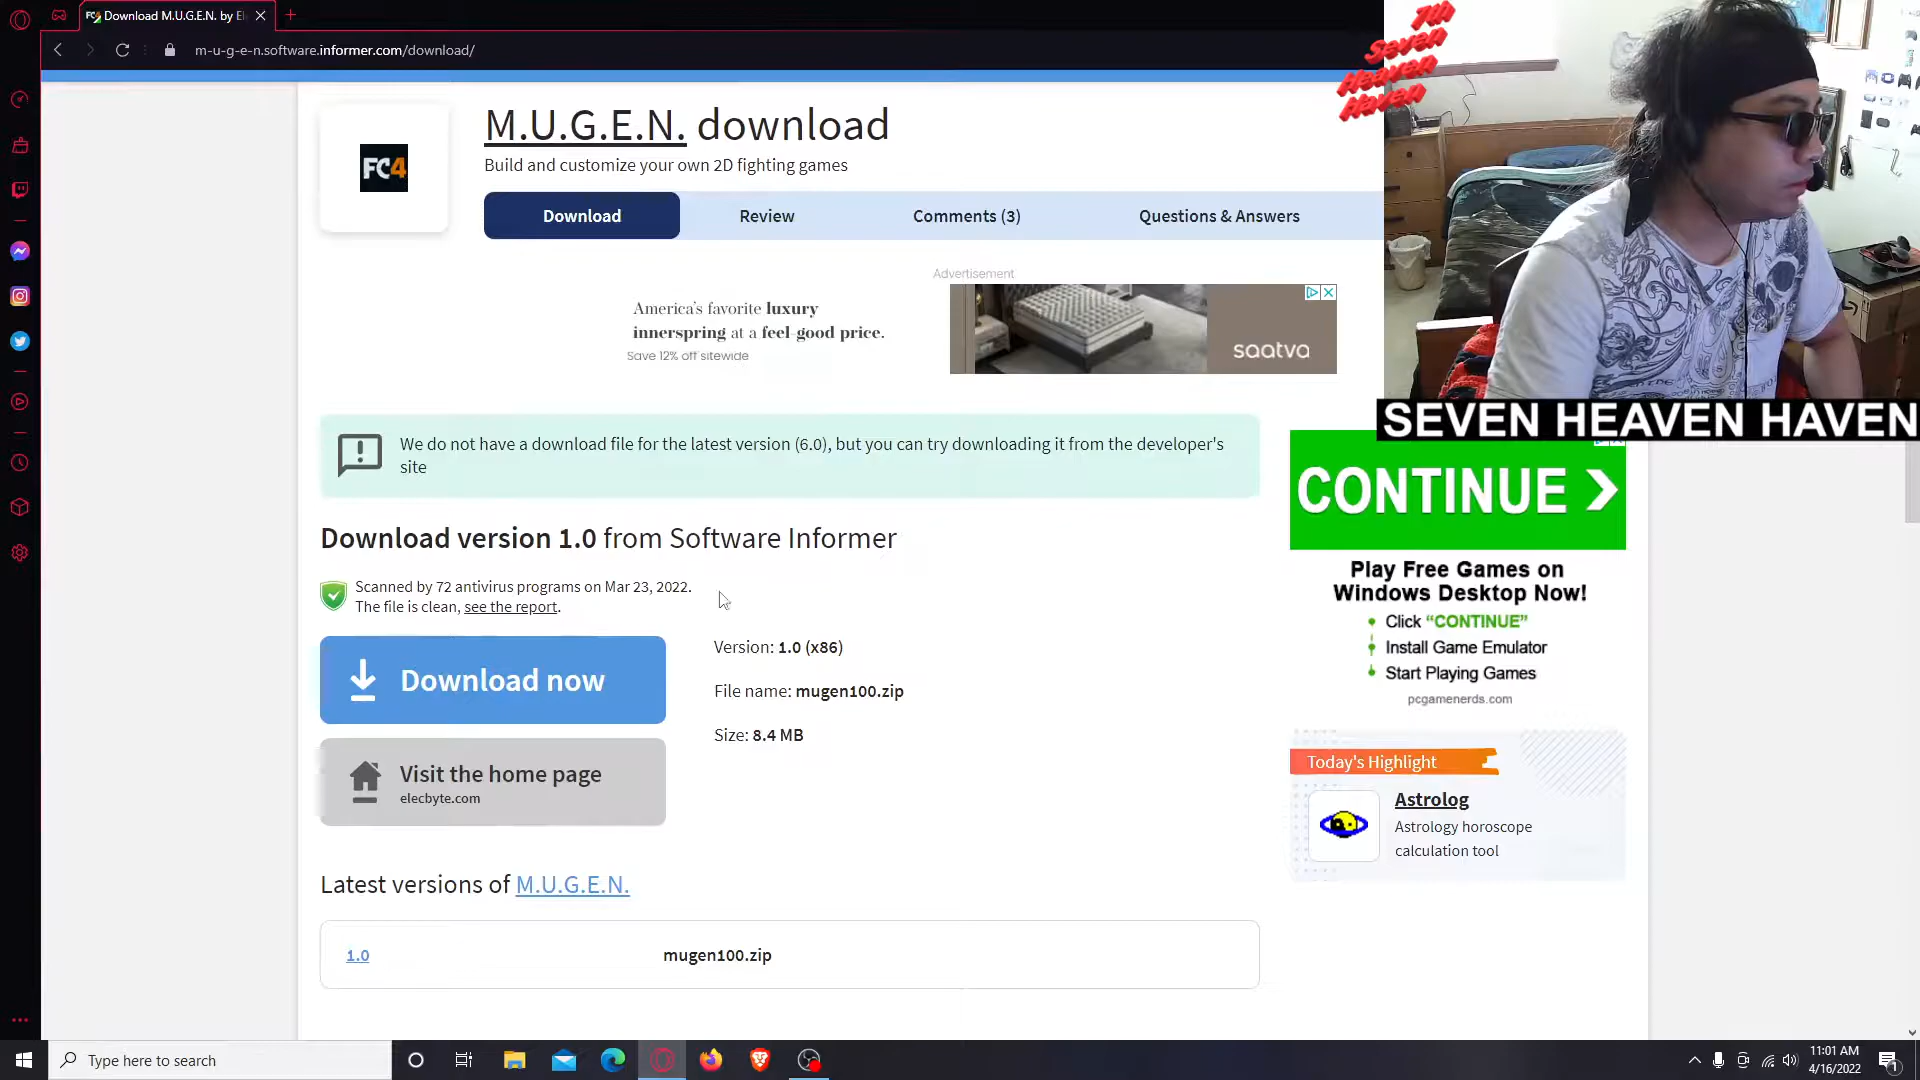 Download M.U.G.E.N. by El
m-u-g-e-n.software.informer.com/download/
7th
Seven
Heaven
Haven
FC4
M.U.G.E.N. download
Build and customize your own 2D fighting games
Download
Review
Comments (3)
Questions & Answers
Advertisement
America's favorite luxury
innerspring at a feel-good price.
Save 12% off sitewide
saatva
SEVEN HEAVEN HAVEN
We do not have a download file for the latest version (6.0), but you can try downloading it from the developer's
site
CONTINUE
Play Free Games on
Windows Desktop Now!
Click "CONTINUE"
Install Game Emulator
Start Playing Games
pcgamenerds.com
Download version 1.0 from Software Informer
Scanned by 72 antivirus programs on Mar 23, 2022.
The file is clean, see the report.
Download now
Version: 1.0 (x86)
File name: mugen100.zip
Size: 8.4 MB
Visit the home page
elecbyte.com
Today's Highlight
Astrolog
Astrology horoscope
calculation tool
Latest versions of M.U.G.E.N.
1.0
mugen100.zip
Type here to search
11:01 AM
4/16/2022
1